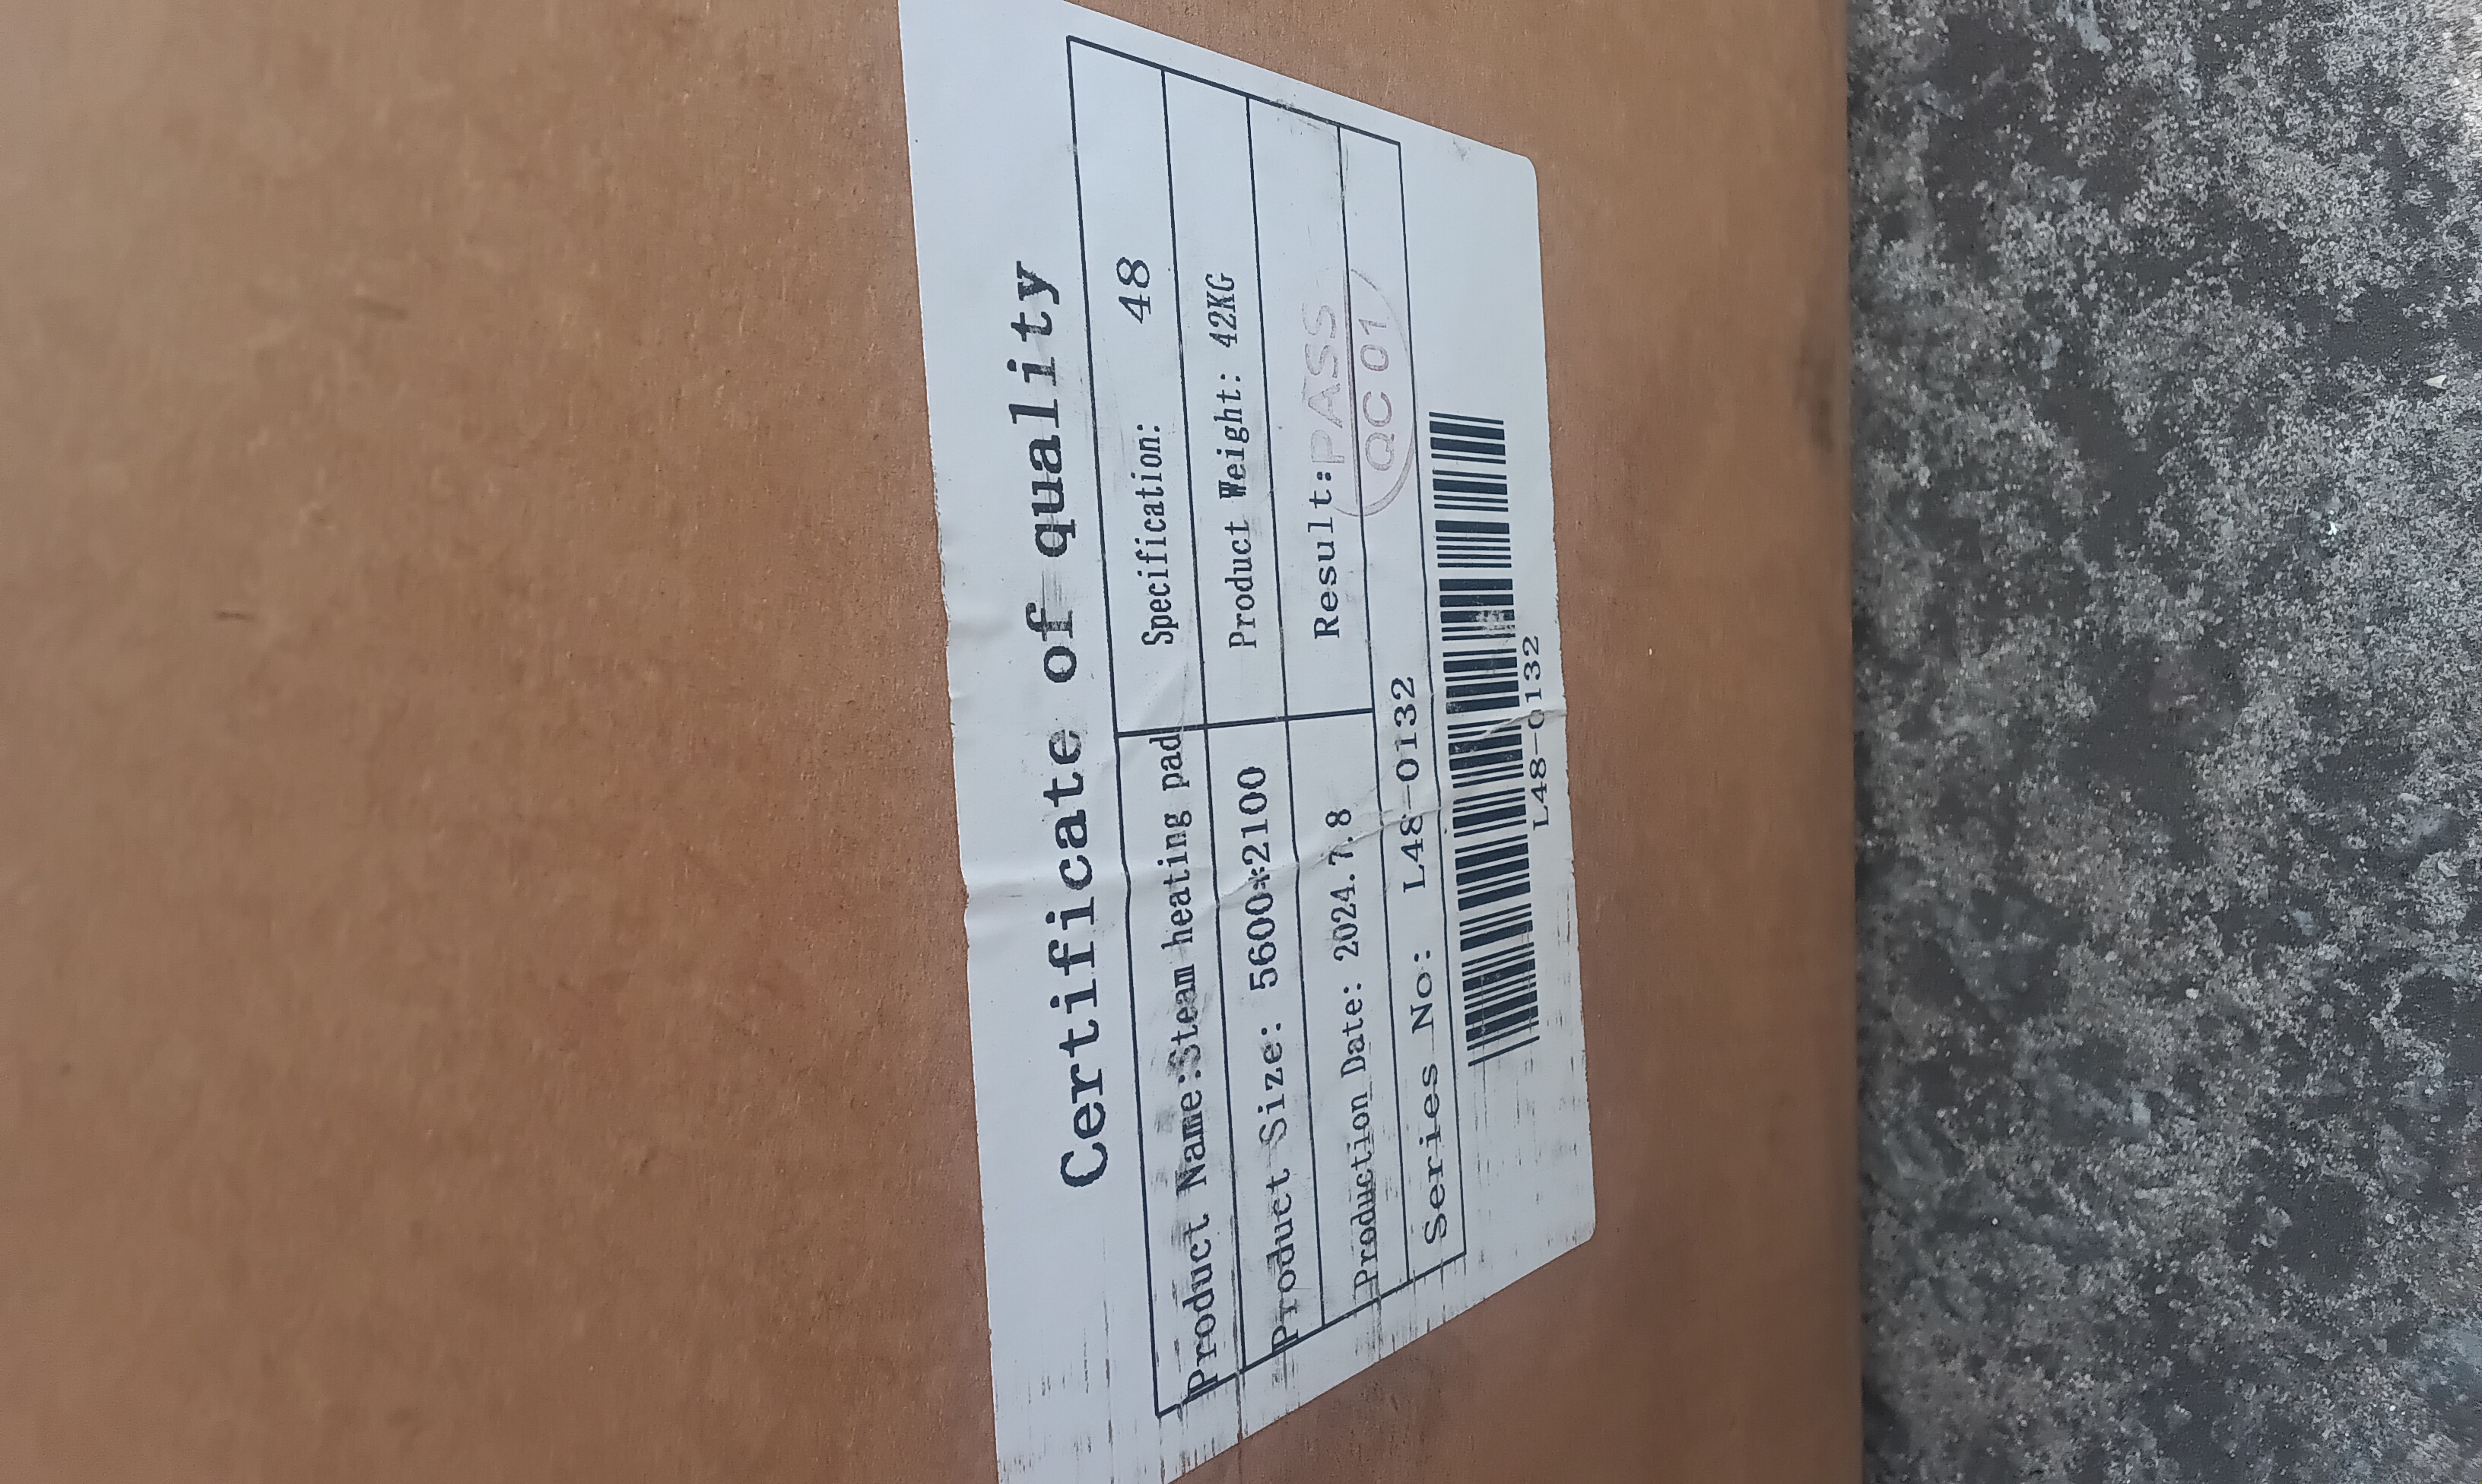 Certificate of quality
Product Name:Steam heating pad Specification: 48
Product Size: 5600*2100 Product Weight: 42KG
Production Date: 2024.7.8 Result:PASS
QC 01
Series No: L48-0132
L48-0132